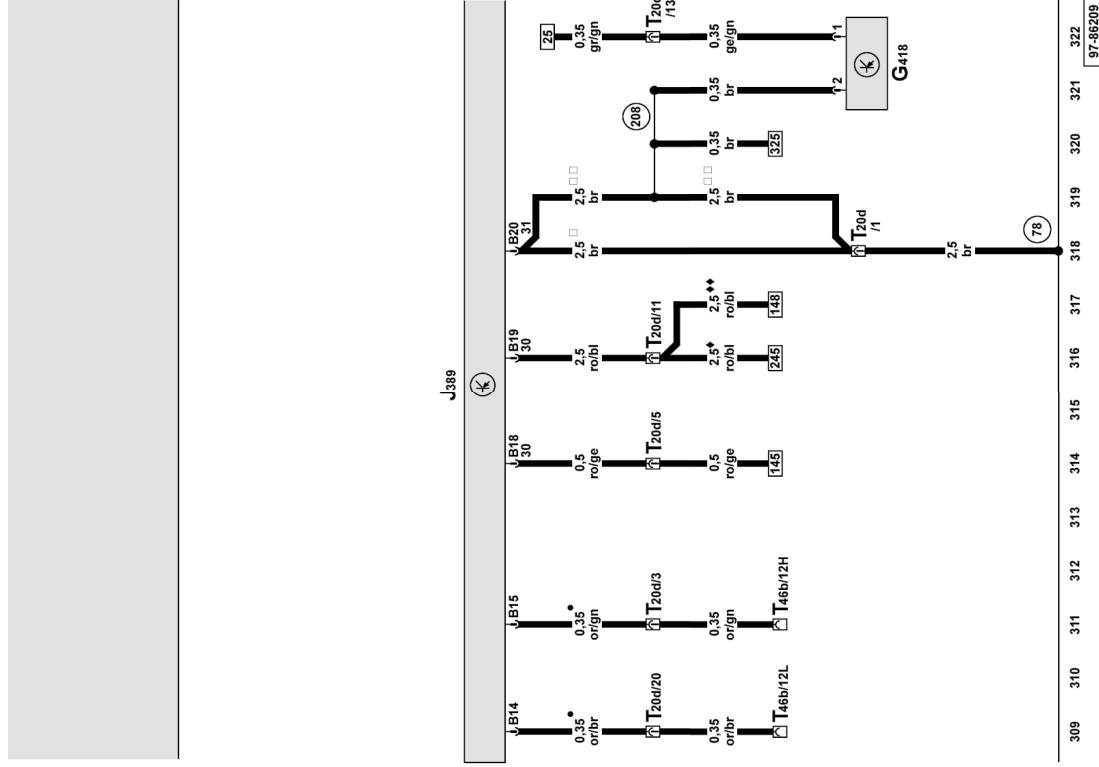 J389
B14 B15 B18 B19 B20
30 30 31
25
0,35 • 0,35 • 0,5 2,5 2,5 □ 2,5 □□ 0,35
or/br or/gn ro/ge ro/bl br br gr/gn
208
T20d/20 T20d/3 T20d/5 T20d/11
/13
0,35 0,35 0,5 2,5♦ 2,5♦♦ 2,5 □□ 0,35 0,35 0,35
or/br or/gn ro/ge ro/bl ro/bl br br br ge/gn
T46b/12L T46b/12H 145 245 148 325
2 1
T20d
/1
G418
2,5
br
78
309 310 311 312 313 314 315 316 317 318 319 320 321 322
97-86209